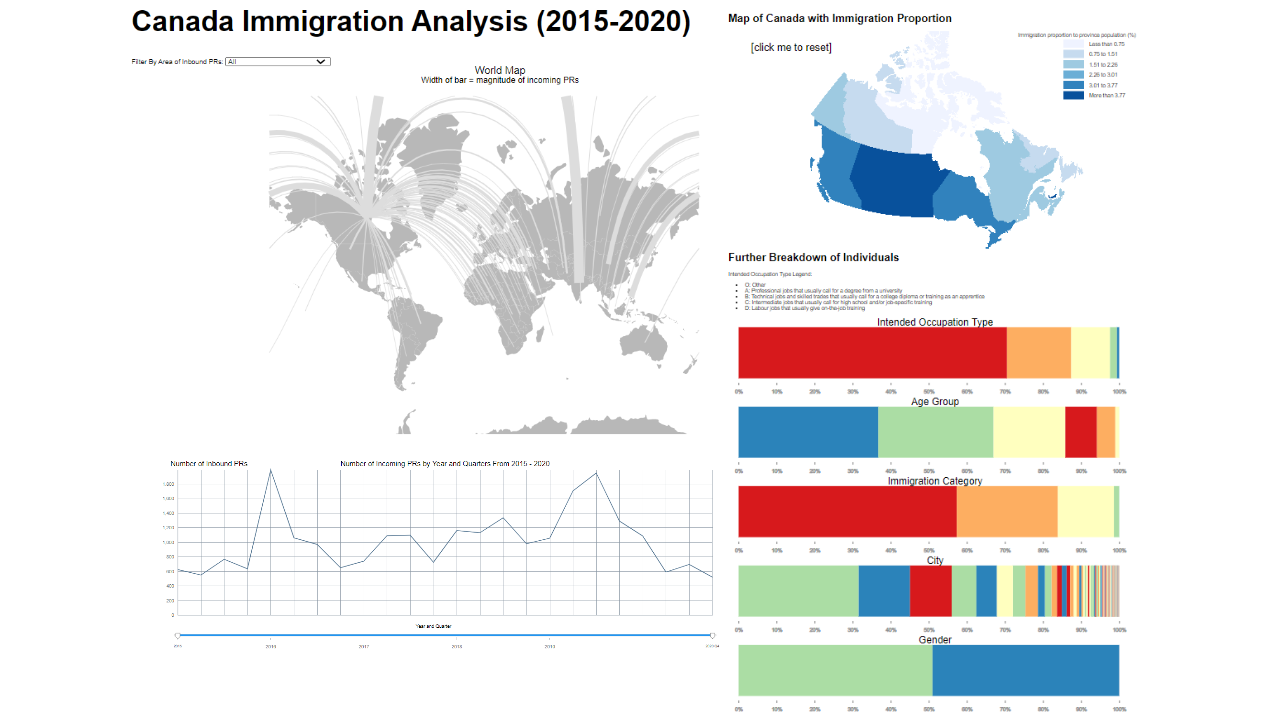 Canada Immigration Analysis (2015-2020)
Filter By Area of Inbound PRs: All
World Map
Width of bar = magnitude of incoming PRs
Number of Inbound PRs
Number of Incoming PRs by Year and Quarters From 2015 - 2020
1,800
1,600
1,400
1,200
1,000
800
600
400
200
0
Year and Quarter
2015 2016 2017 2018 2019
Map of Canada with Immigration Proportion
[click me to reset]
Immigration proportion to province population (%)
Less than 0.75
0.75 to 1.51
1.51 to 2.26
2.26 to 3.01
3.01 to 3.77
More than 3.77
Further Breakdown of Individuals
Intended Occupation Type Legend:
O: Other
A: Professional jobs that usually call for a degree from a university
B: Technical jobs and skilled trades that usually call for a college diploma or training as an apprentice
C: Intermediate jobs that usually call for high school and/or job-specific training
D: Labour jobs that usually give on-the-job training
Intended Occupation Type
0% 10% 20% 30% 40% 50% 60% 70% 80% 90% 100%
Age Group
0% 10% 20% 30% 40% 50% 60% 70% 80% 90% 100%
Immigration Category
0% 10% 20% 30% 40% 50% 60% 70% 80% 90% 100%
City
0% 10% 20% 30% 40% 50% 60% 70% 80% 90% 100%
Gender
0% 10% 20% 30% 40% 50% 60% 70% 80% 90% 100%